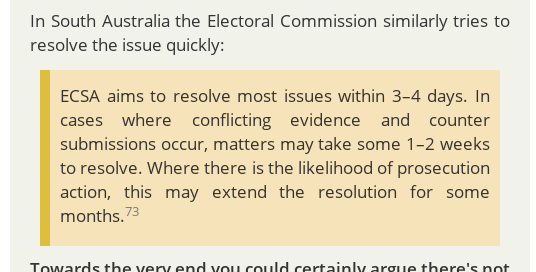 In South Australia the Electoral Commission similarly tries to
resolve the issue quickly:
ECSA aims to resolve most issues within 3–4 days. In
cases where conflicting evidence and counter
submissions occur, matters may take some 1–2 weeks
to resolve. Where there is the likelihood of prosecution
action, this may extend the resolution for some
months.73
Towards the very end you could certainly argue there's not